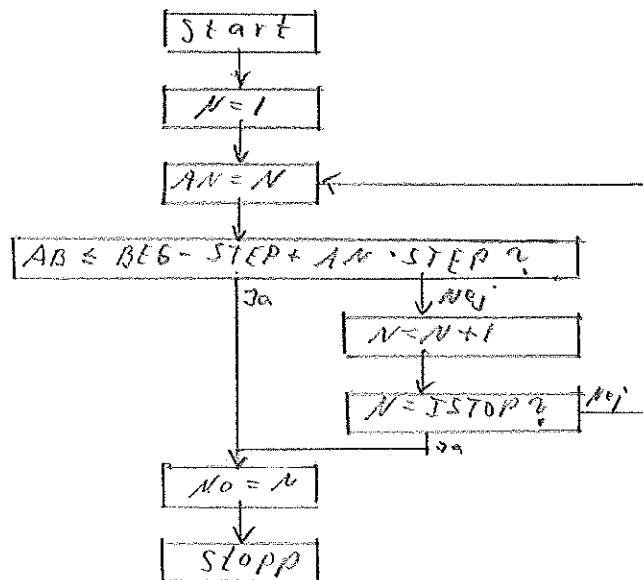 Start
N = 1
AN = N
AB ≤ BEG - STEP + AN · STEP ?
Ja
Nej
N = N + 1
N = ISTOP ?
Nej
Ja
NO = N
Stopp